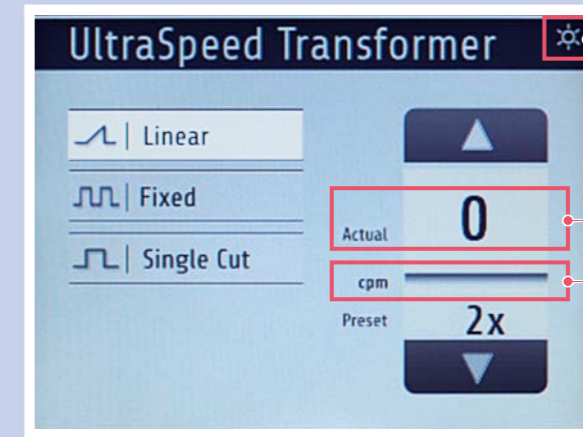 UltraSpeed Transformer
Linear
Fixed
Single Cut
0
Actual
cpm
Preset
2x